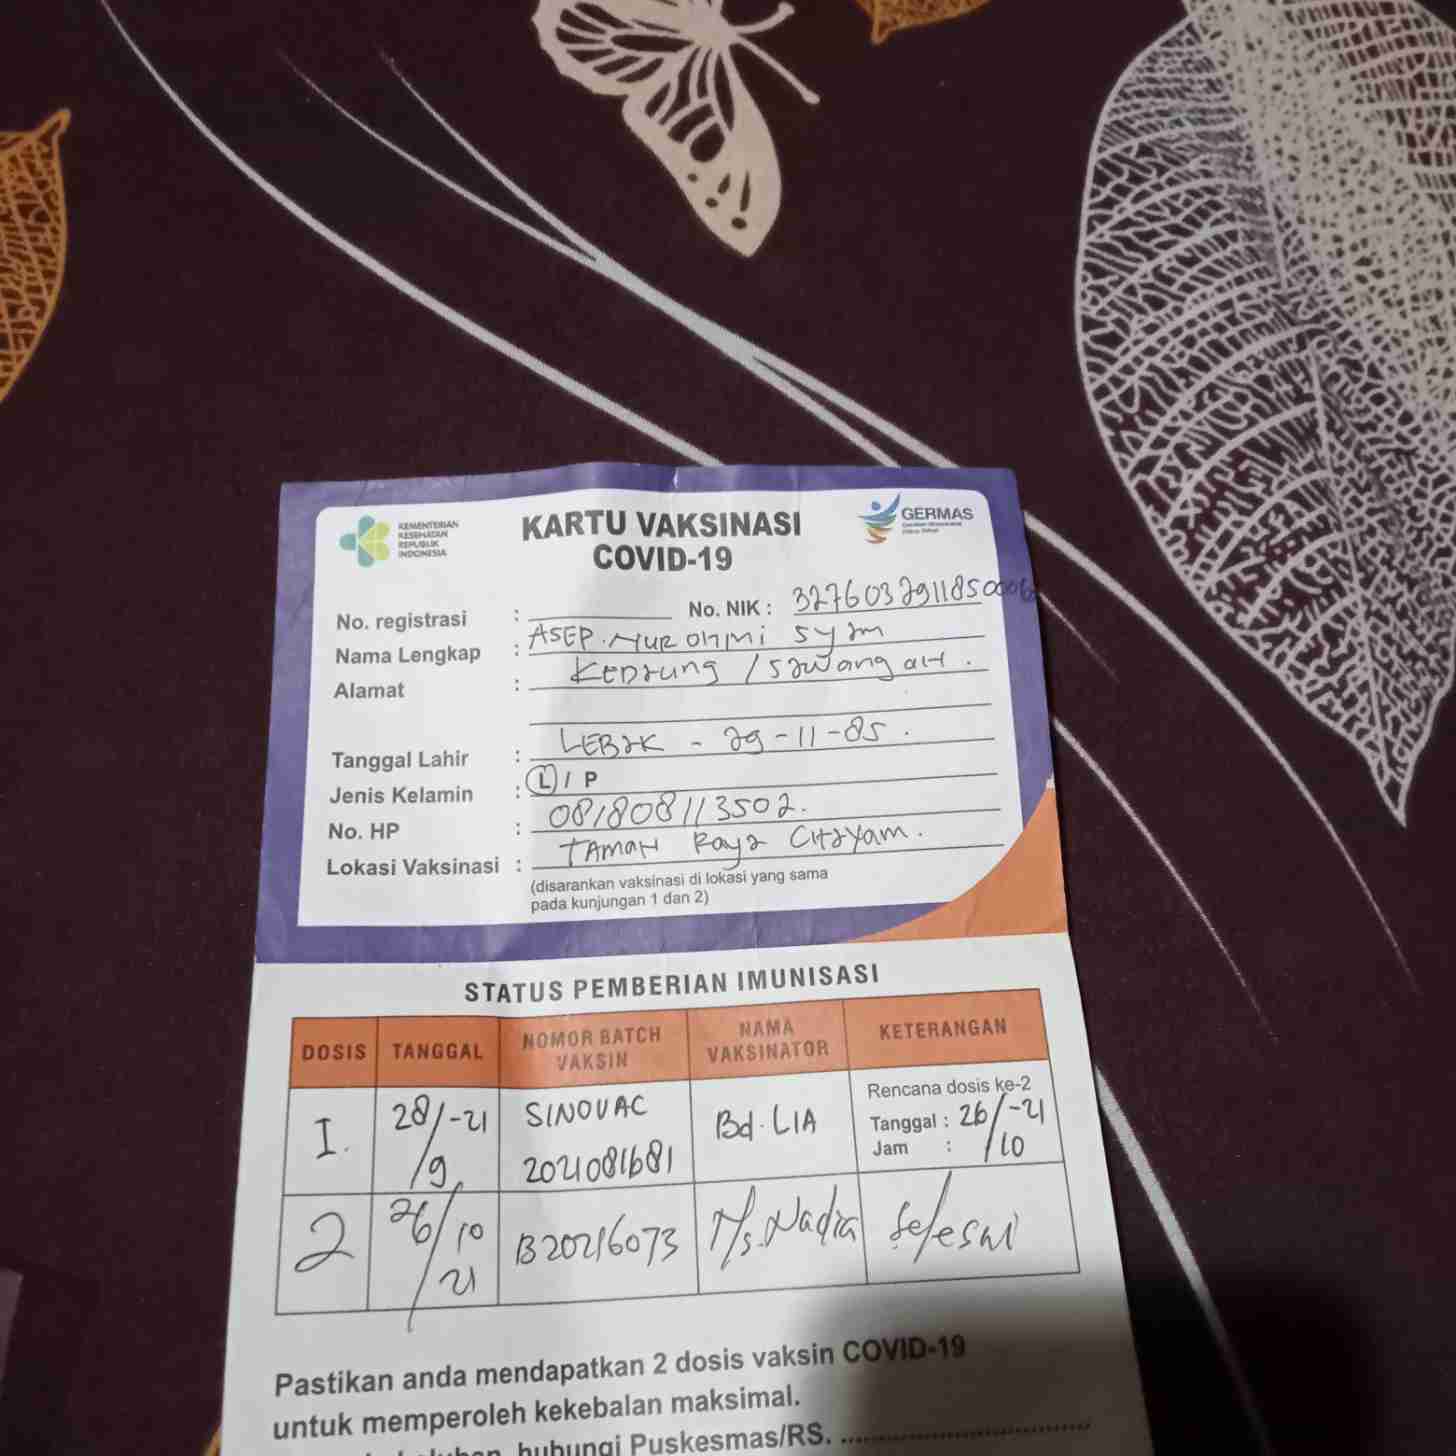 KEMENTERIAN
KESEHATAN
REPUBLIK
INDONESIA
KARTU VAKSINASI
COVID-19
GERMAS
No. registrasi : No. NIK : 3276032911850006
Nama Lengkap : ASEP. NUROHMI SYAM
Alamat : KEDAUNG / SAWANGAH.
Tanggal Lahir : LEBAK - 29-11-85.
Jenis Kelamin : L / P
No. HP : 081808113502.
Lokasi Vaksinasi : TAMAN Raya CITAYAM.
(disarankan vaksinasi di lokasi yang sama
pada kunjungan 1 dan 2)
STATUS PEMBERIAN IMUNISASI
DOSIS TANGGAL NOMOR BATCH VAKSIN NAMA VAKSINATOR KETERANGAN
I. 28/9-21 SINOVAC 2021081681 Bd. LIA Rencana dosis ke-2
Tanggal : 26/10-21
Jam :
2 26/10/21 B20216073 N/s. Nadia selesai
Pastikan anda mendapatkan 2 dosis vaksin COVID-19
untuk memperoleh kekebalan maksimal.
hubungi Puskesmas/RS.